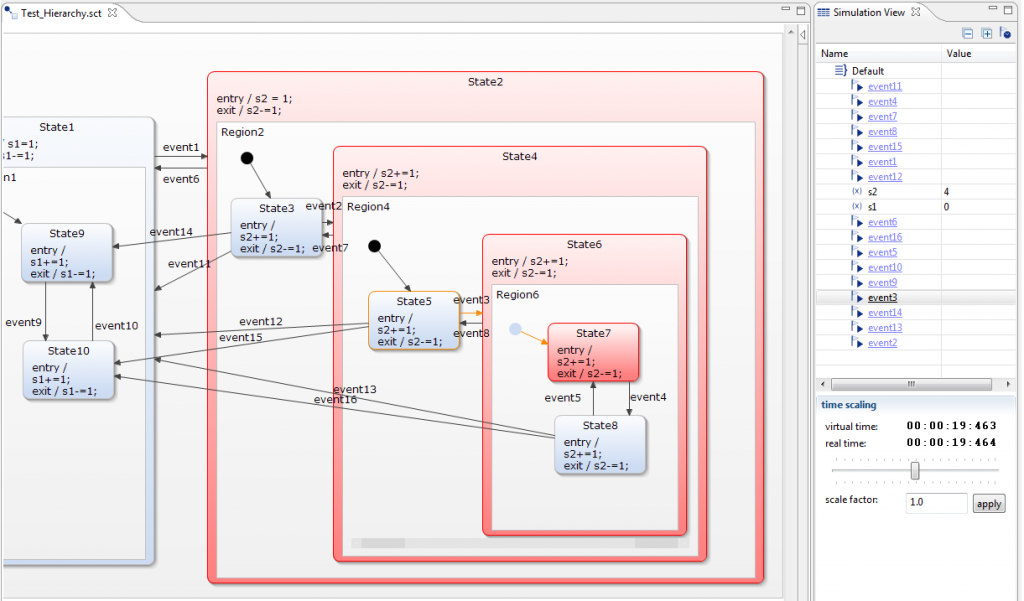 Test_Hierarchy.sct
State1
/ s1=1;
s1-=1;
n1
State9
entry /
s1+=1;
exit / s1-=1;
event9
event10
State10
entry /
s1+=1;
exit / s1-=1;
event1
event6
event14
event11
event12
event15
event13
event16
State2
entry / s2 = 1;
exit / s2-=1;
Region2
State3
entry /
s2+=1;
exit / s2-=1;
event2
event7
State4
entry / s2+=1;
exit / s2-=1;
Region4
State5
entry /
s2+=1;
exit / s2-=1;
event3
event8
State6
entry / s2+=1;
exit / s2-=1;
Region6
State7
entry /
s2+=1;
exit / s2-=1;
event5
event4
State8
entry /
s2+=1;
exit / s2-=1;
Simulation View
Name Value
Default
event11
event4
event7
event8
event15
event1
event12
(x) s2 4
(x) s1 0
event6
event16
event5
event10
event9
event3
event14
event13
event2
time scaling
virtual time: 00:00:19:463
real time: 00:00:19:464
scale factor: 1.0 apply